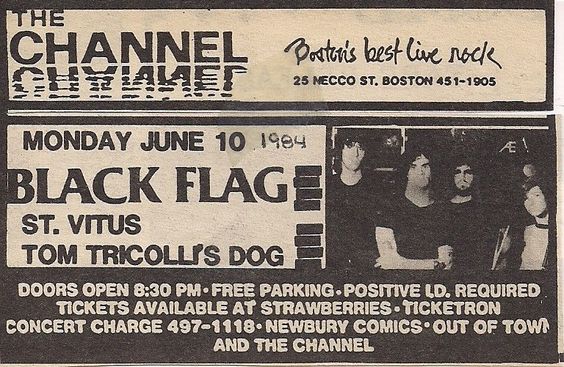 THE
CHANNEL
Boston's best live rock
25 NECCO ST. BOSTON 451-1905
MONDAY JUNE 10 1984
BLACK FLAG
ST. VITUS
TOM TRICOLLI'S DOG
Æ
DOORS OPEN 8:30 PM • FREE PARKING • POSITIVE I.D. REQUIRED
TICKETS AVAILABLE AT STRAWBERRIES • TICKETRON
CONCERT CHARGE 497-1118 • NEWBURY COMICS • OUT OF TOWN
AND THE CHANNEL